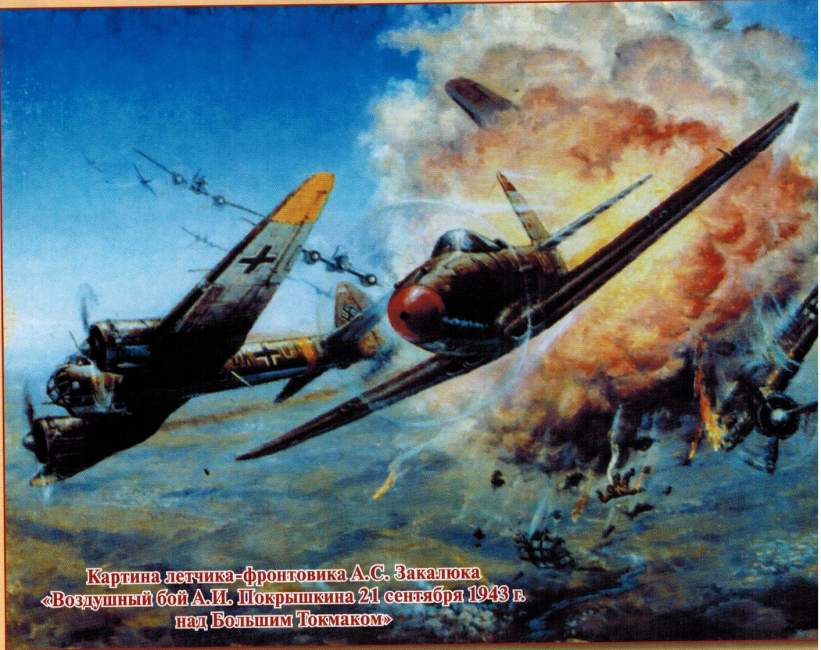 Картина летчика-фронтовика А.С. Закалюка
«Воздушный бой А.И. Покрышкина 21 сентября 1943 г.
над Большим Токмаком»